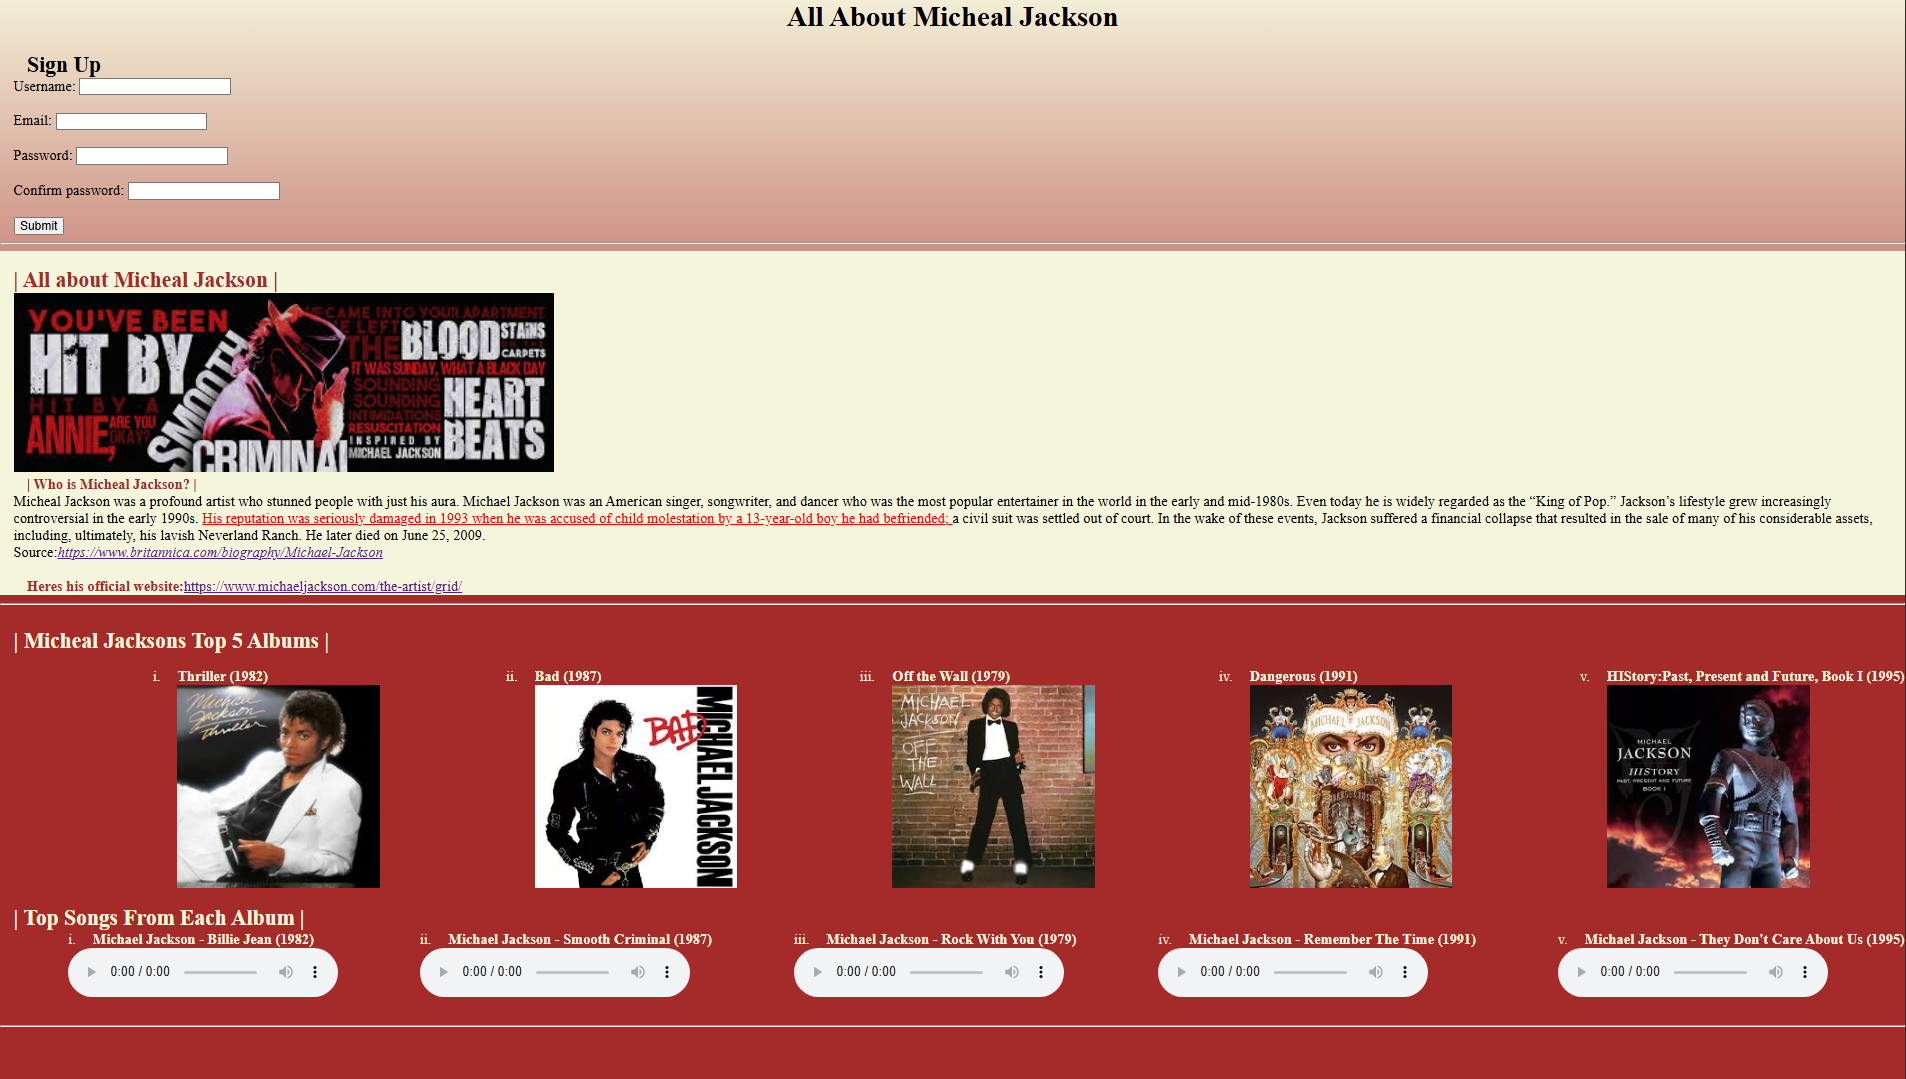 All About Micheal Jackson
Sign Up
Username:
Email:
Password:
Confirm password:
Submit
| All about Micheal Jackson |
YOU'VE BEEN
HIT BY
HIT BY A
SMOOTH
CRIMINAL
ANNIE, ARE YOU
OKAY?
CAME INTO YOUR APARTMENT
LEFT
THE BLOOD STAINS
ON THE
CARPETS
IT WAS SUNDAY, WHAT A BLACK DAY
SOUNDING
SOUNDING
INTIMIDATIONS
RESUSCITATION
HEART
BEATS
INSPIRED BY
MICHAEL JACKSON
| Who is Micheal Jackson? |
Micheal Jackson was a profound artist who stunned people with just his aura. Michael Jackson was an American singer, songwriter, and dancer who was the most popular entertainer in the world in the early and mid-1980s. Even today he is widely regarded as the “King of Pop.” Jackson’s lifestyle grew increasingly
controversial in the early 1990s. His reputation was seriously damaged in 1993 when he was accused of child molestation by a 13-year-old boy he had befriended; a civil suit was settled out of court. In the wake of these events, Jackson suffered a financial collapse that resulted in the sale of many of his considerable assets,
including, ultimately, his lavish Neverland Ranch. He later died on June 25, 2009.
Source:https://www.britannica.com/biography/Michael-Jackson
Heres his official website:https://www.michaeljackson.com/the-artist/grid/
| Micheal Jacksons Top 5 Albums |
i. Thriller (1982)
Michael
Jackson
Thriller
ii. Bad (1987)
BAD
MICHAEL JACKSON
iii. Off the Wall (1979)
MICHAEL
JACKSON
OFF
THE
WALL
iv. Dangerous (1991)
MICHAEL JACKSON
DANGEROUS
v. HIStory:Past, Present and Future, Book I (1995)
MICHAEL
JACKSON
HISTORY
PAST, PRESENT AND FUTURE
BOOK I
| Top Songs From Each Album |
i. Michael Jackson - Billie Jean (1982)
0:00 / 0:00
ii. Michael Jackson - Smooth Criminal (1987)
0:00 / 0:00
iii. Michael Jackson - Rock With You (1979)
0:00 / 0:00
iv. Michael Jackson - Remember The Time (1991)
0:00 / 0:00
v. Michael Jackson - They Don't Care About Us (1995)
0:00 / 0:00